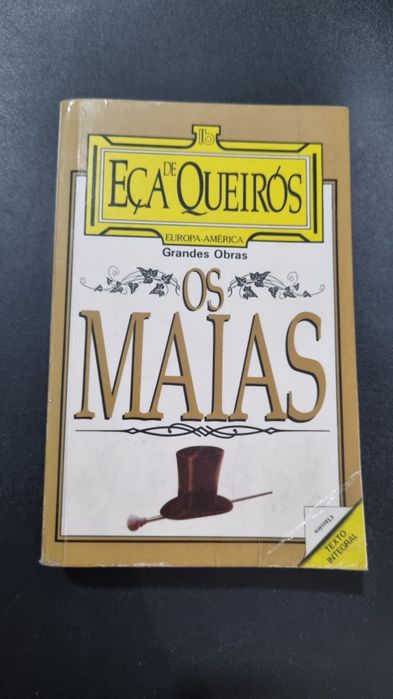 EÇA DE QUEIRÓS
EUROPA-AMÉRICA
Grandes Obras
OS
MAIAS
TEXTO
INTEGRAL